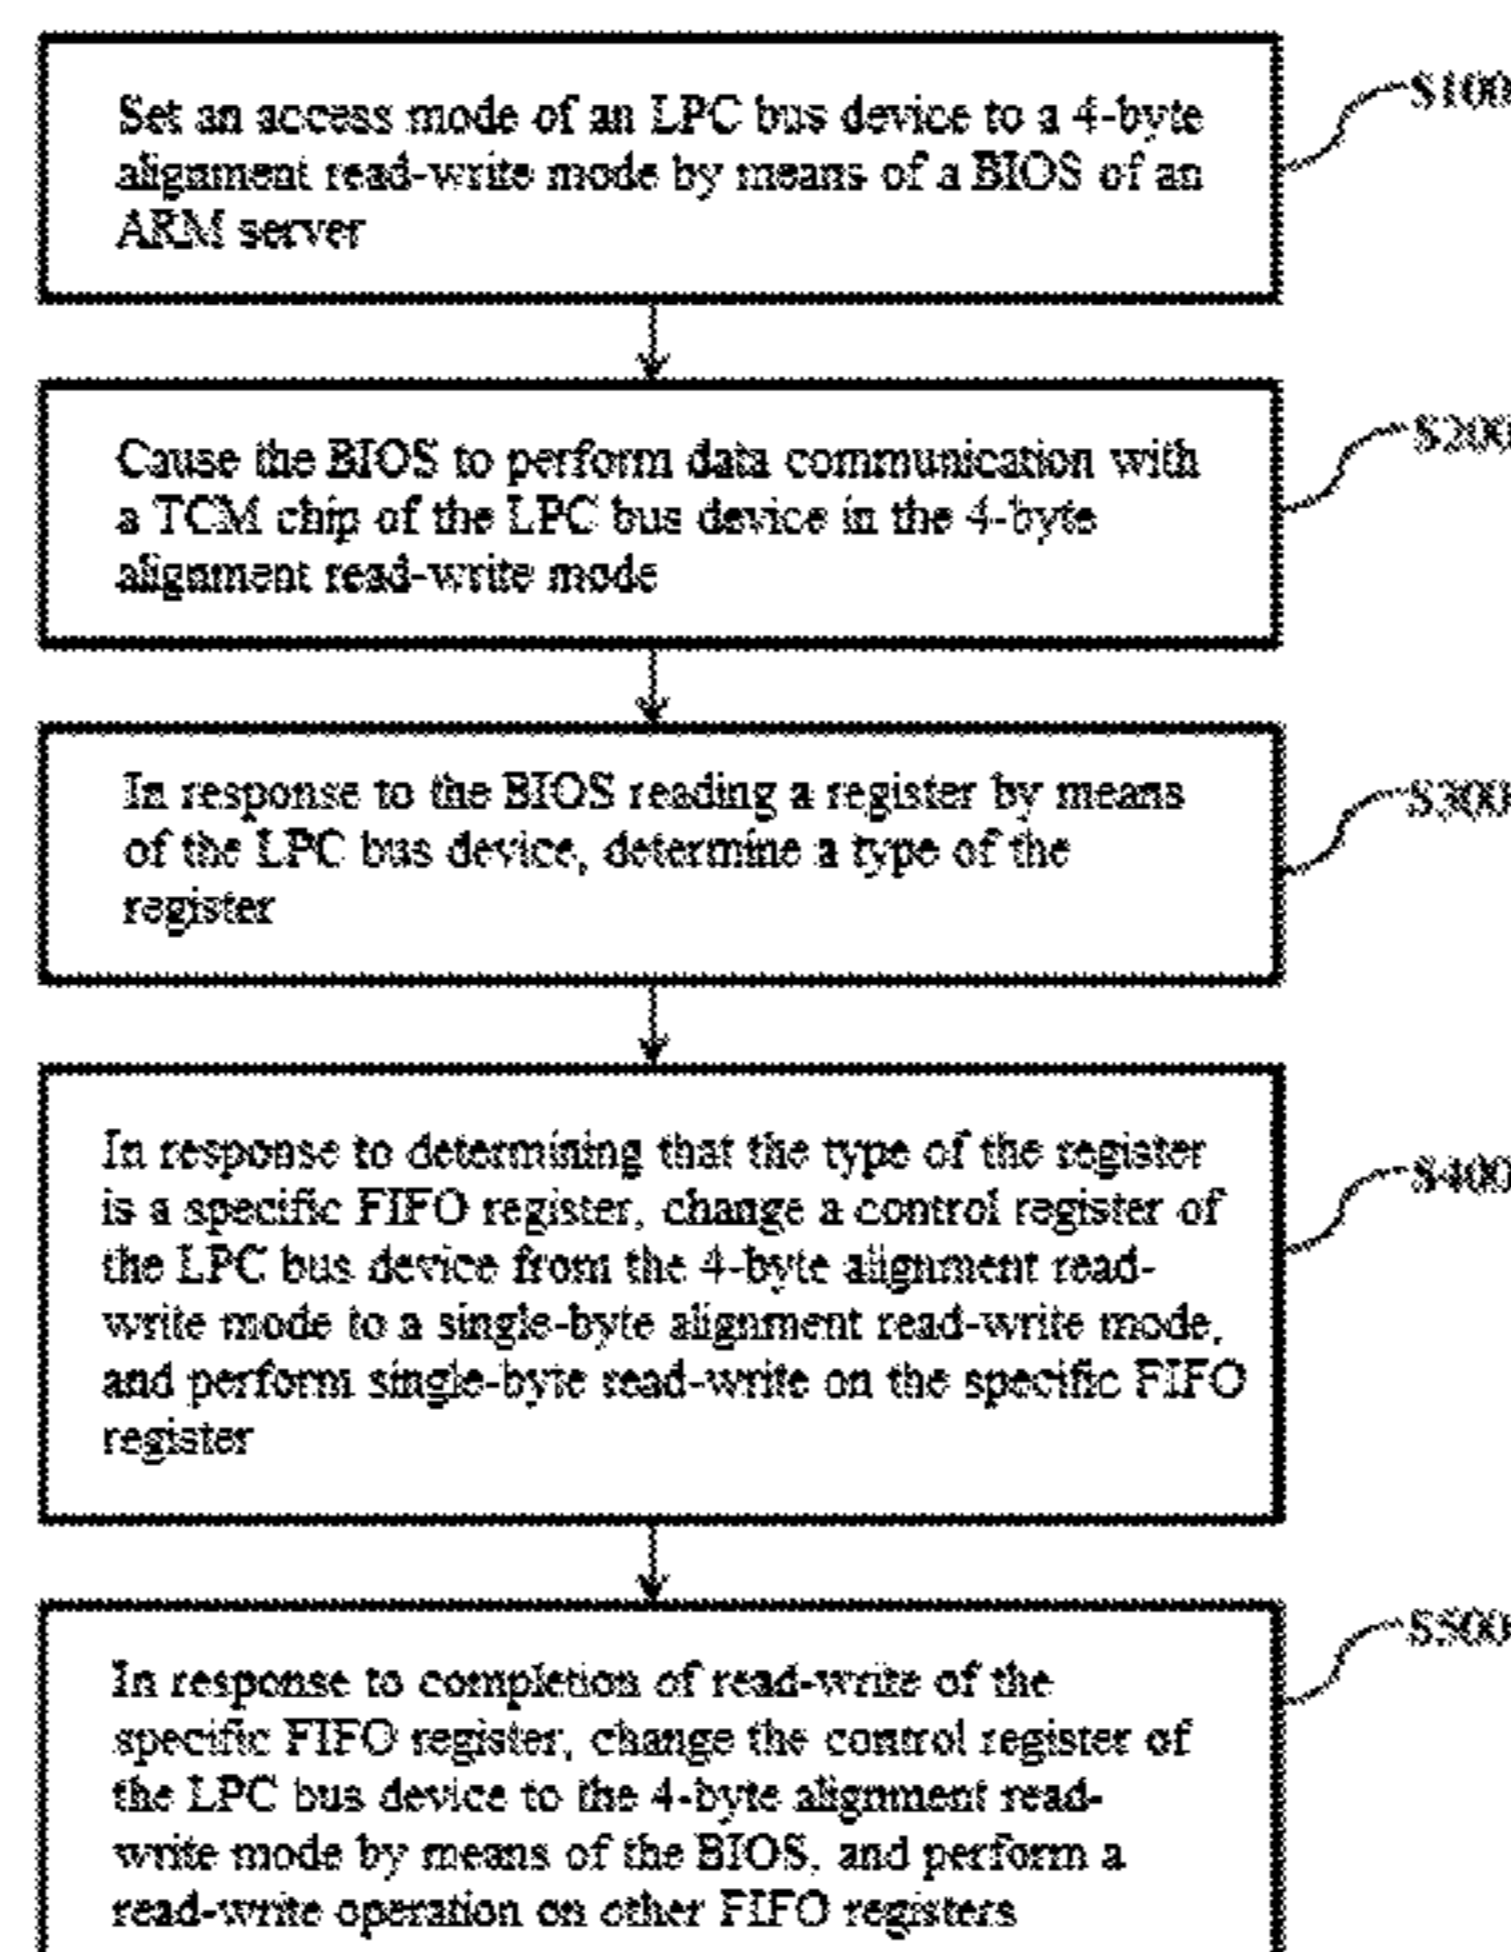 Set an access mode of an LPC bus device to a 4-byte
alignment read-write mode by means of a BIOS of an
ARM server
S100
Cause the BIOS to perform data communication with
a TCM chip of the LPC bus device in the 4-byte
alignment read-write mode
S200
In response to the BIOS reading a register by means
of the LPC bus device, determine a type of the
register
S300
In response to determining that the type of the register
is a specific FIFO register, change a control register of
the LPC bus device from the 4-byte alignment read-
write mode to a single-byte alignment read-write mode,
and perform single-byte read-write on the specific FIFO
register
S400
In response to completion of read-write of the
specific FIFO register, change the control register of
the LPC bus device to the 4-byte alignment read-
write mode by means of the BIOS, and perform a
read-write operation on other FIFO registers
S500